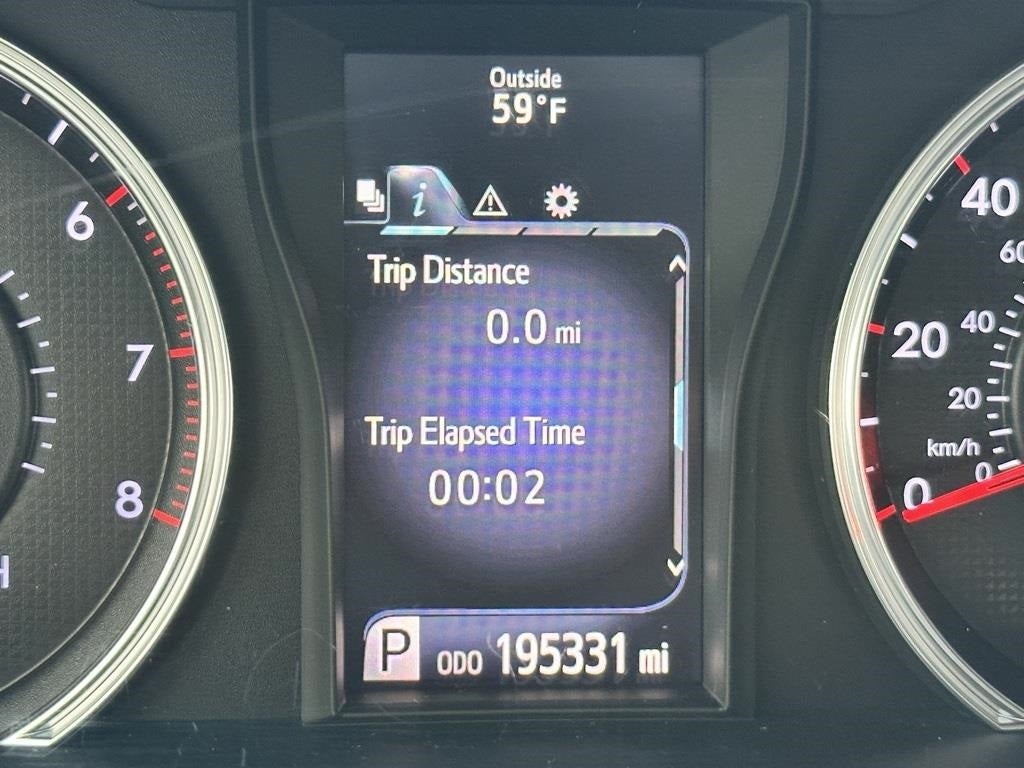 Outside
59°F
i
Trip Distance
0.0 mi
Trip Elapsed Time
00:02
P ODO 195331 mi
6
7
8
H
40
20
0
60
40
20
km/h
0